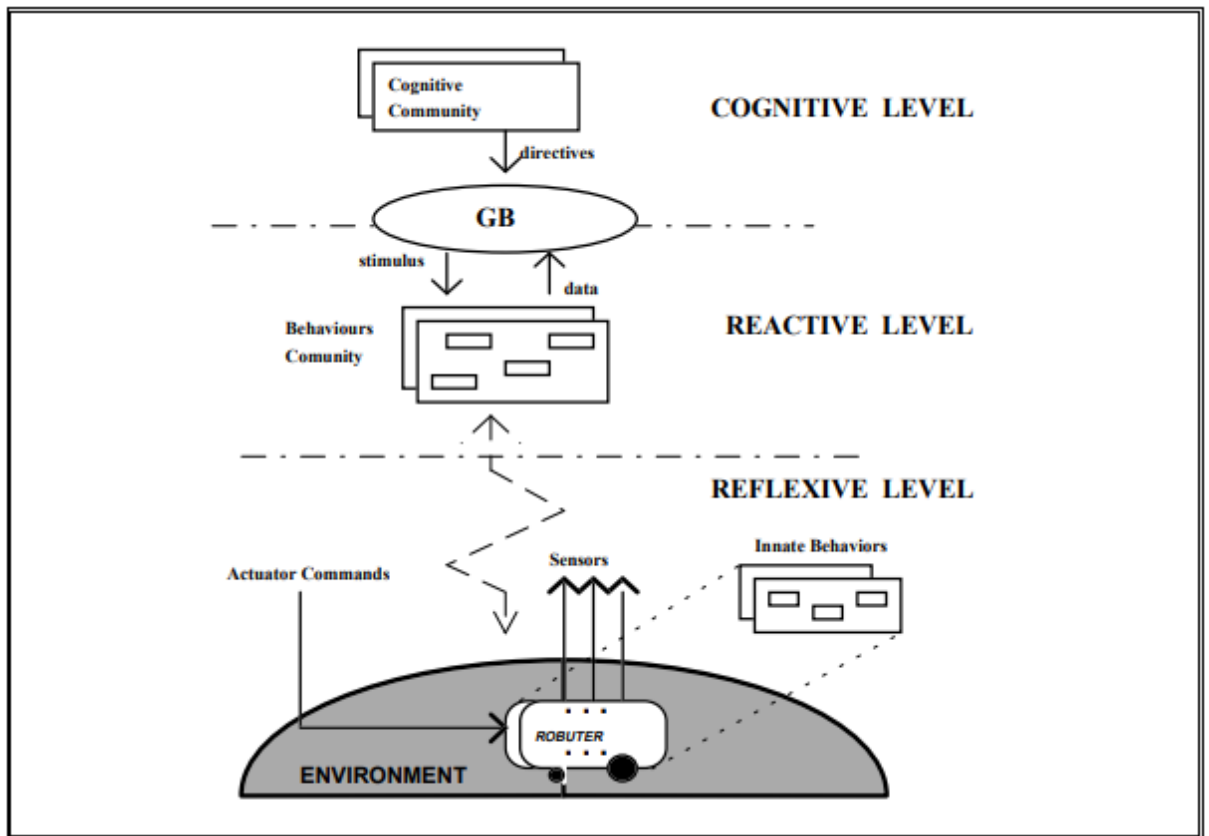 Cognitive
Community
COGNITIVE LEVEL
directives
GB
stimulus
data
Behaviours
Comunity
REACTIVE LEVEL
REFLEXIVE LEVEL
Innate Behaviors
Sensors
Actuator Commands
ROBUTER
ENVIRONMENT